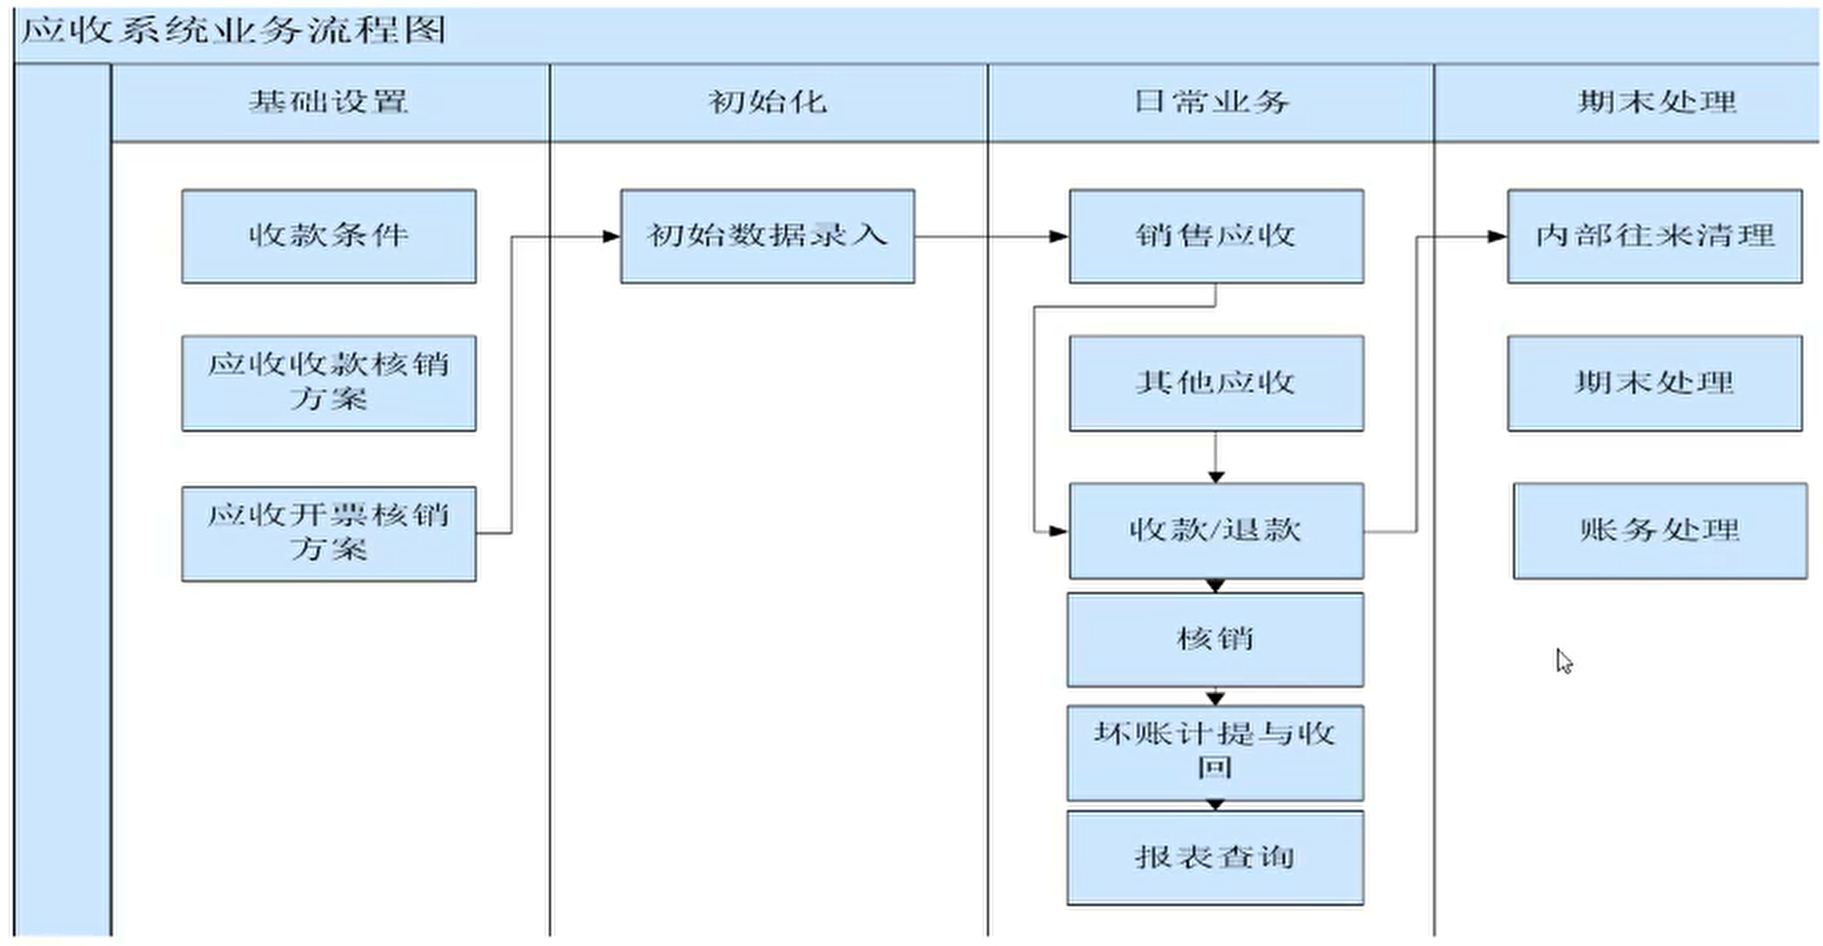 应收系统业务流程图
基础设置
初始化
日常业务
期末处理
收款条件
应收收款核销
方案
应收开票核销
方案
初始数据录入
销售应收
其他应收
收款/退款
核销
坏账计提与收
回
报表查询
内部往来清理
期末处理
账务处理